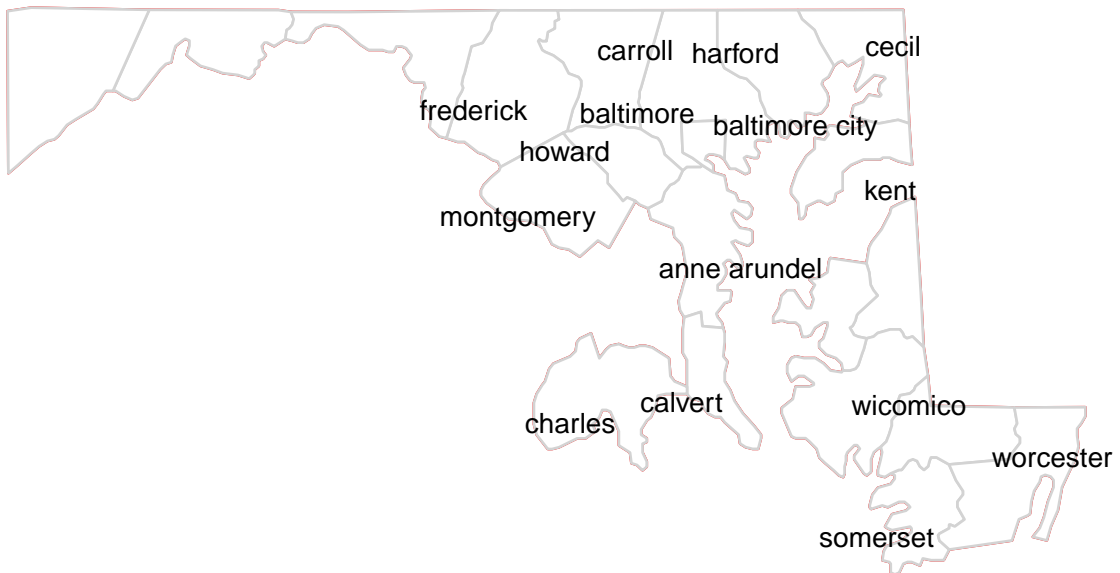 carroll
harford
cecil
frederick
baltimore
baltimore city
howard
kent
montgomery
anne arundel
calvert
wicomico
charles
worcester
somerset